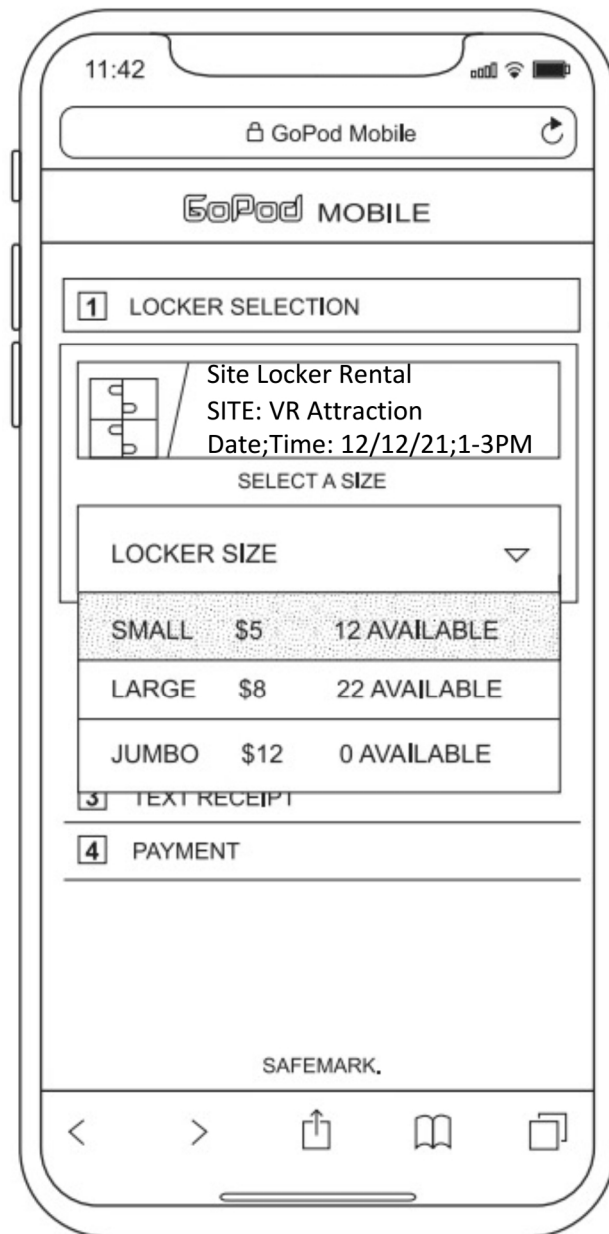 11:42
GoPod Mobile
GoPod MOBILE
1 LOCKER SELECTION
Site Locker Rental
SITE: VR Attraction
Date;Time: 12/12/21;1-3PM
SELECT A SIZE
LOCKER SIZE
SMALL $5 12 AVAILABLE
LARGE $8 22 AVAILABLE
JUMBO $12 0 AVAILABLE
3 TEXT RECEIPT
4 PAYMENT
SAFEMARK.